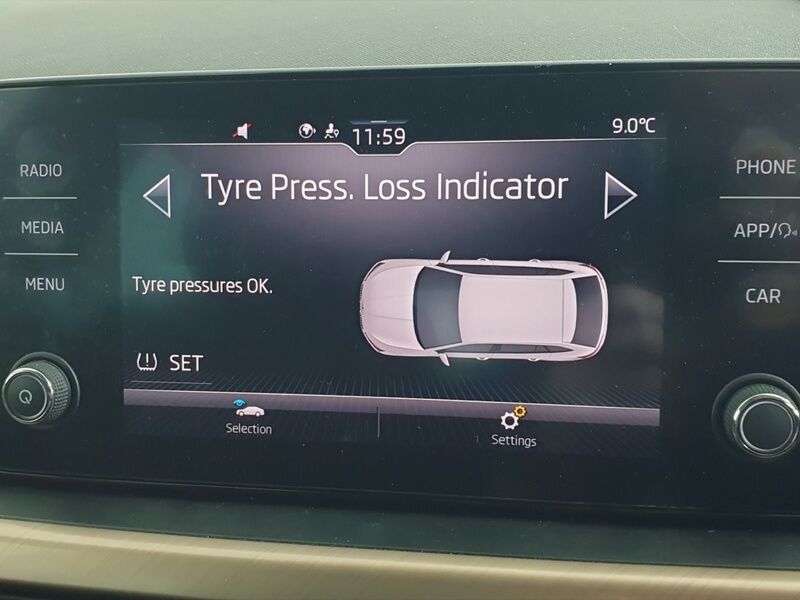 11:59
9.0°C
RADIO
MEDIA
MENU
Tyre Press. Loss Indicator
Tyre pressures OK.
SET
Selection
Settings
PHONE
APP/
CAR